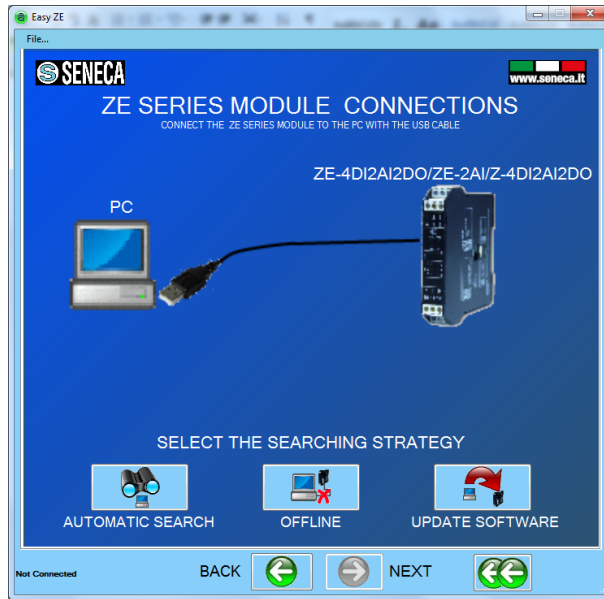 Easy ZE
File...
SENECA
www.seneca.it
ZE SERIES MODULE CONNECTIONS
CONNECT THE ZE SERIES MODULE TO THE PC WITH THE USB CABLE
ZE-4DI2AI2DO/ZE-2AI/Z-4DI2AI2DO
PC
SELECT THE SEARCHING STRATEGY
AUTOMATIC SEARCH
OFFLINE
UPDATE SOFTWARE
Not Connected
BACK
NEXT